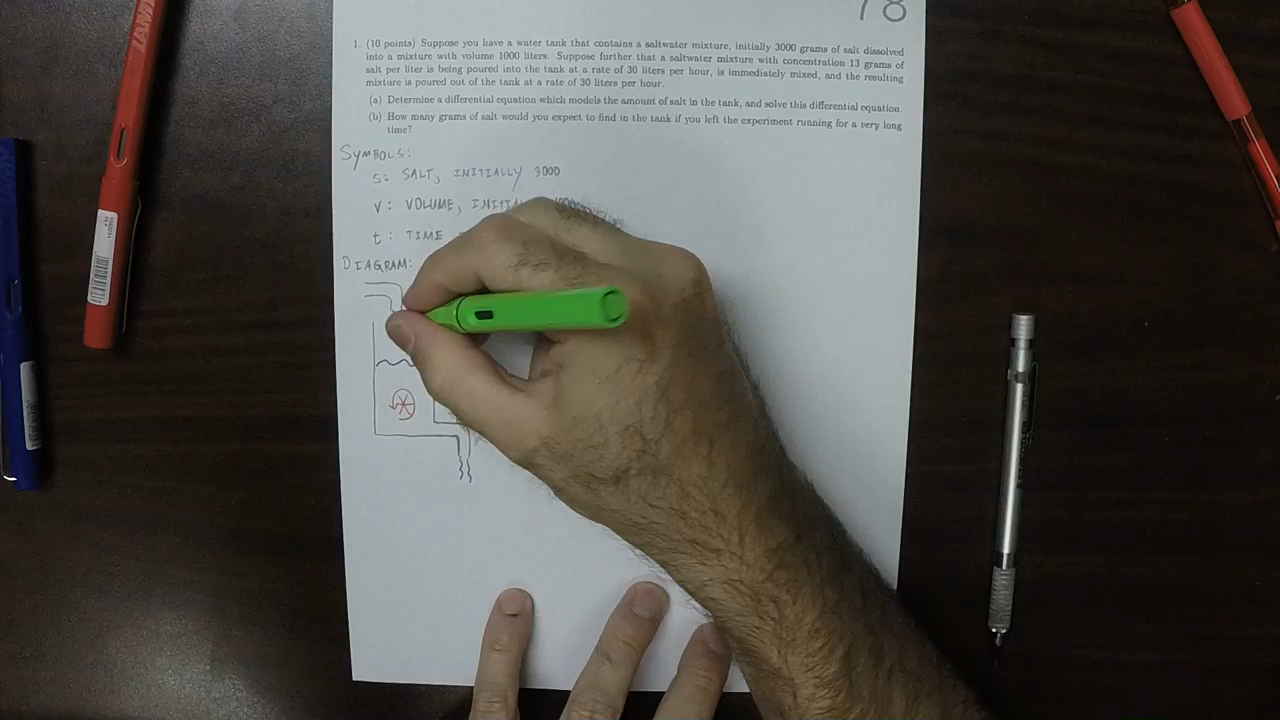 78
1. (10 points) Suppose you have a water tank that contains a saltwater mixture, initially 3000 grams of salt dissolved
into a mixture with volume 1000 liters. Suppose further that a saltwater mixture with concentration 13 grams of
salt per liter is being poured into the tank at a rate of 30 liters per hour, is immediately mixed, and the resulting
mixture is poured out of the tank at a rate of 30 liters per hour.
(a) Determine a differential equation which models the amount of salt in the tank, and solve this differential equation.
(b) How many grams of salt would you expect to find in the tank if you left the experiment running for a very long
time?
SYMBOLS:
S: SALT, INITIALLY 3000
V: VOLUME,
t: TIME
DIAGRAM: